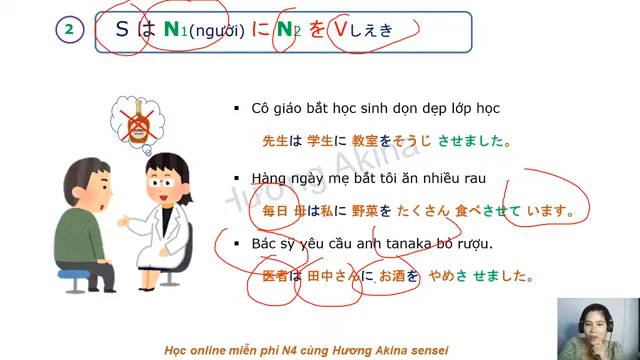 2
S は N1(người) に N2 を Vしえき
Cô giáo bắt học sinh dọn dẹp lớp học
先生は 学生に 教室をそうじ させました。
Hàng ngày mẹ bắt tôi ăn nhiều rau
毎日 母は私に 野菜を たくさん 食べさせて います。
Bác sỹ yêu cầu anh tanaka bỏ rượu.
医者は 田中さんに お酒を やめさ せました。
Hương Akina
Học online miễn phí N4 cùng Hương Akina sensei